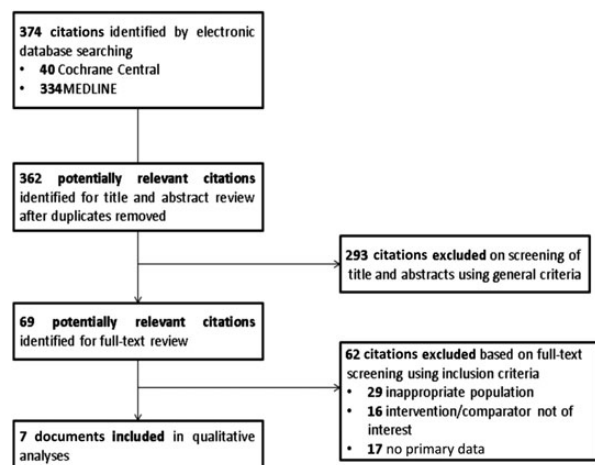 374 citations identified by electronic
database searching
• 40 Cochrane Central
• 334MEDLINE
362 potentially relevant citations
identified for title and abstract review
after duplicates removed
293 citations excluded on screening of
title and abstracts using general criteria
69 potentially relevant citations
identified for full-text review
62 citations excluded based on full-text
screening using inclusion criteria
• 29 inappropriate population
• 16 intervention/comparator not of
interest
• 17 no primary data
7 documents included in qualitative
analyses